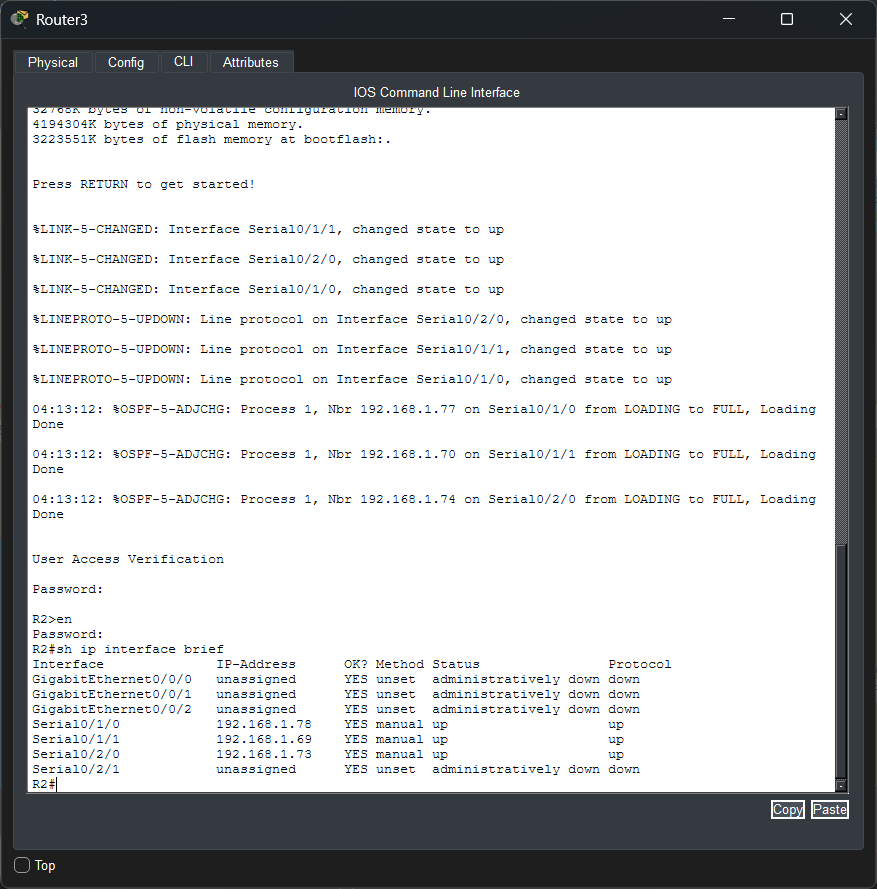 Router3
Physical Config CLI Attributes
IOS Command Line Interface
32768K bytes of non-volatile configuration memory.
4194304K bytes of physical memory.
3223551K bytes of flash memory at bootflash:.
Press RETURN to get started!
%LINK-5-CHANGED: Interface Serial0/1/1, changed state to up
%LINK-5-CHANGED: Interface Serial0/2/0, changed state to up
%LINK-5-CHANGED: Interface Serial0/1/0, changed state to up
%LINEPROTO-5-UPDOWN: Line protocol on Interface Serial0/2/0, changed state to up
%LINEPROTO-5-UPDOWN: Line protocol on Interface Serial0/1/1, changed state to up
%LINEPROTO-5-UPDOWN: Line protocol on Interface Serial0/1/0, changed state to up
04:13:12: %OSPF-5-ADJCHG: Process 1, Nbr 192.168.1.77 on Serial0/1/0 from LOADING to FULL, Loading
Done
04:13:12: %OSPF-5-ADJCHG: Process 1, Nbr 192.168.1.70 on Serial0/1/1 from LOADING to FULL, Loading
Done
04:13:12: %OSPF-5-ADJCHG: Process 1, Nbr 192.168.1.74 on Serial0/2/0 from LOADING to FULL, Loading
Done
User Access Verification
Password:
R2>en
Password:
R2#sh ip interface brief
Interface IP-Address OK? Method Status Protocol
GigabitEthernet0/0/0 unassigned YES unset administratively down down
GigabitEthernet0/0/1 unassigned YES unset administratively down down
GigabitEthernet0/0/2 unassigned YES unset administratively down down
Serial0/1/0 192.168.1.78 YES manual up up
Serial0/1/1 192.168.1.69 YES manual up up
Serial0/2/0 192.168.1.73 YES manual up up
Serial0/2/1 unassigned YES unset administratively down down
R2#
Copy Paste
Top